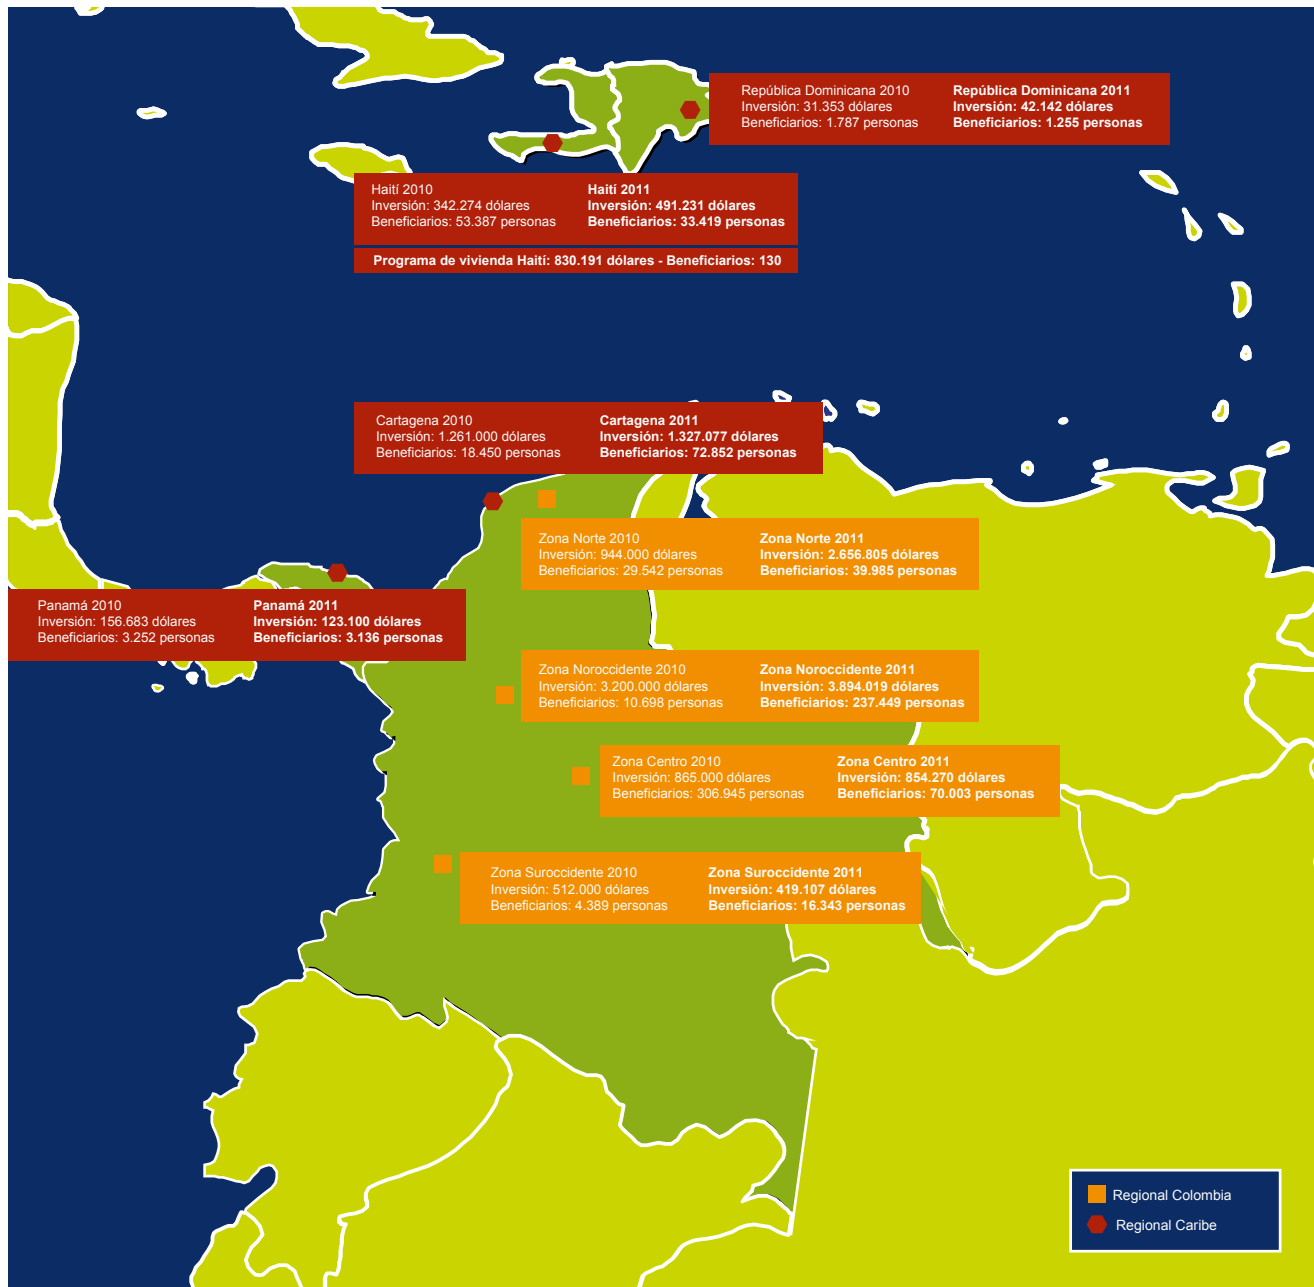 República Dominicana 2010
Inversión: 31.353 dólares
Beneficiarios: 1.787 personas
República Dominicana 2011
Inversión: 42.142 dólares
Beneficiarios: 1.255 personas
Haití 2010
Inversión: 342.274 dólares
Beneficiarios: 53.387 personas
Haití 2011
Inversión: 491.231 dólares
Beneficiarios: 33.419 personas
Programa de vivienda Haití: 830.191 dólares - Beneficiarios: 130
Cartagena 2010
Inversión: 1.261.000 dólares
Beneficiarios: 18.450 personas
Cartagena 2011
Inversión: 1.327.077 dólares
Beneficiarios: 72.852 personas
Zona Norte 2010
Inversión: 944.000 dólares
Beneficiarios: 29.542 personas
Zona Norte 2011
Inversión: 2.656.805 dólares
Beneficiarios: 39.985 personas
Panamá 2010
Inversión: 156.683 dólares
Beneficiarios: 3.252 personas
Panamá 2011
Inversión: 123.100 dólares
Beneficiarios: 3.136 personas
Zona Noroccidente 2010
Inversión: 3.200.000 dólares
Beneficiarios: 10.698 personas
Zona Noroccidente 2011
Inversión: 3.894.019 dólares
Beneficiarios: 237.449 personas
Zona Centro 2010
Inversión: 865.000 dólares
Beneficiarios: 306.945 personas
Zona Centro 2011
Inversión: 854.270 dólares
Beneficiarios: 70.003 personas
Zona Suroccidente 2010
Inversión: 512.000 dólares
Beneficiarios: 4.389 personas
Zona Suroccidente 2011
Inversión: 419.107 dólares
Beneficiarios: 16.343 personas
Regional Colombia
Regional Caribe